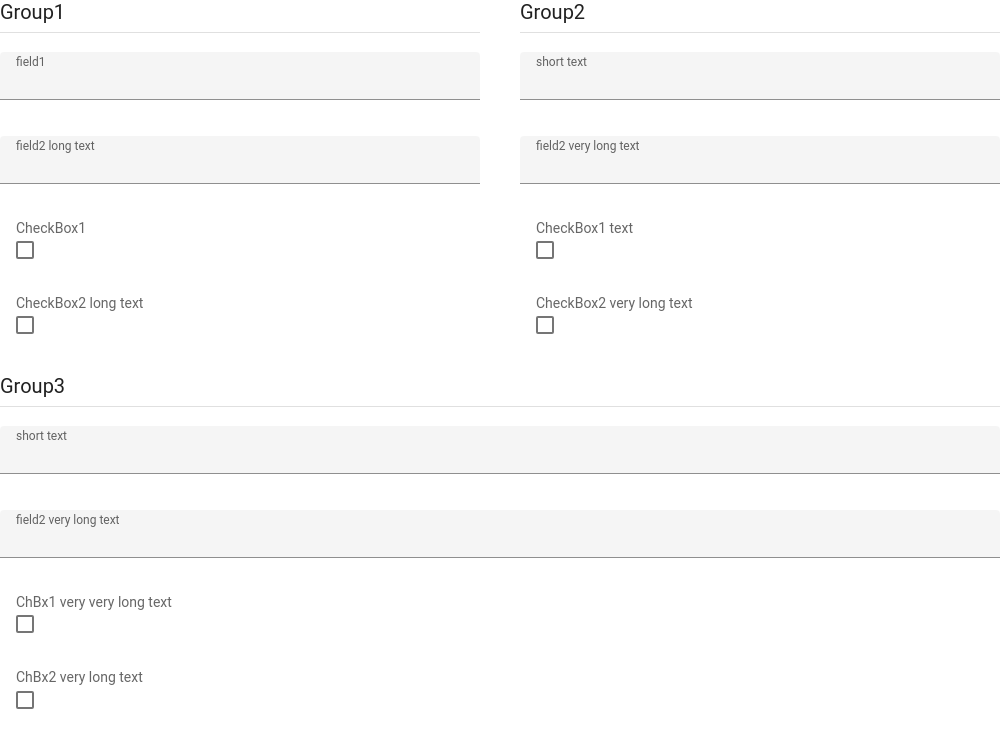 Group1
field1
field2 long text
CheckBox1
CheckBox2 long text
Group2
short text
field2 very long text
CheckBox1 text
CheckBox2 very long text
Group3
short text
field2 very long text
ChBx1 very very long text
ChBx2 very long text